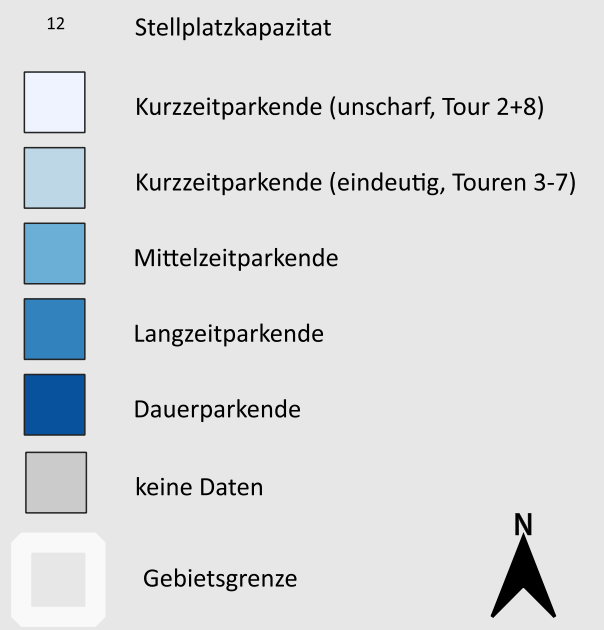 12 Stellplatzkapazitat
Kurzzeitparkende (unscharf, Tour 2+8)
Kurzzeitparkende (eindeutig, Touren 3-7)
Mittelzeitparkende
Langzeitparkende
Dauerparkende
keine Daten
N
Gebietsgrenze